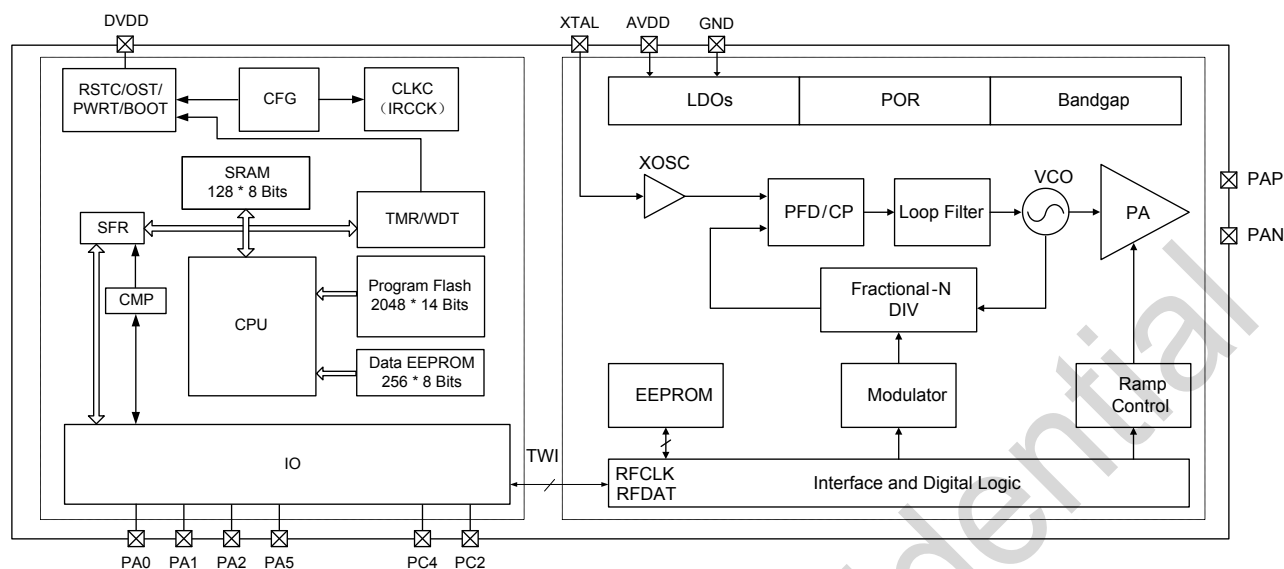 DVDD
XTAL
AVDD
GND
RSTC/OST/
PWRT/BOOT
CFG
CLKC
(IRCCK)
SRAM
128 * 8 Bits
SFR
TMR/WDT
CMP
CPU
Program Flash
2048 * 14 Bits
Data EEPROM
256 * 8 Bits
IO
TWI
PA0
PA1
PA2
PA5
PC4
PC2
LDOs
POR
Bandgap
XOSC
PFD/CP
Loop Filter
VCO
PA
PAP
PAN
Fractional-N
DIV
EEPROM
Modulator
Ramp
Control
RFCLK
RFDAT
Interface and Digital Logic